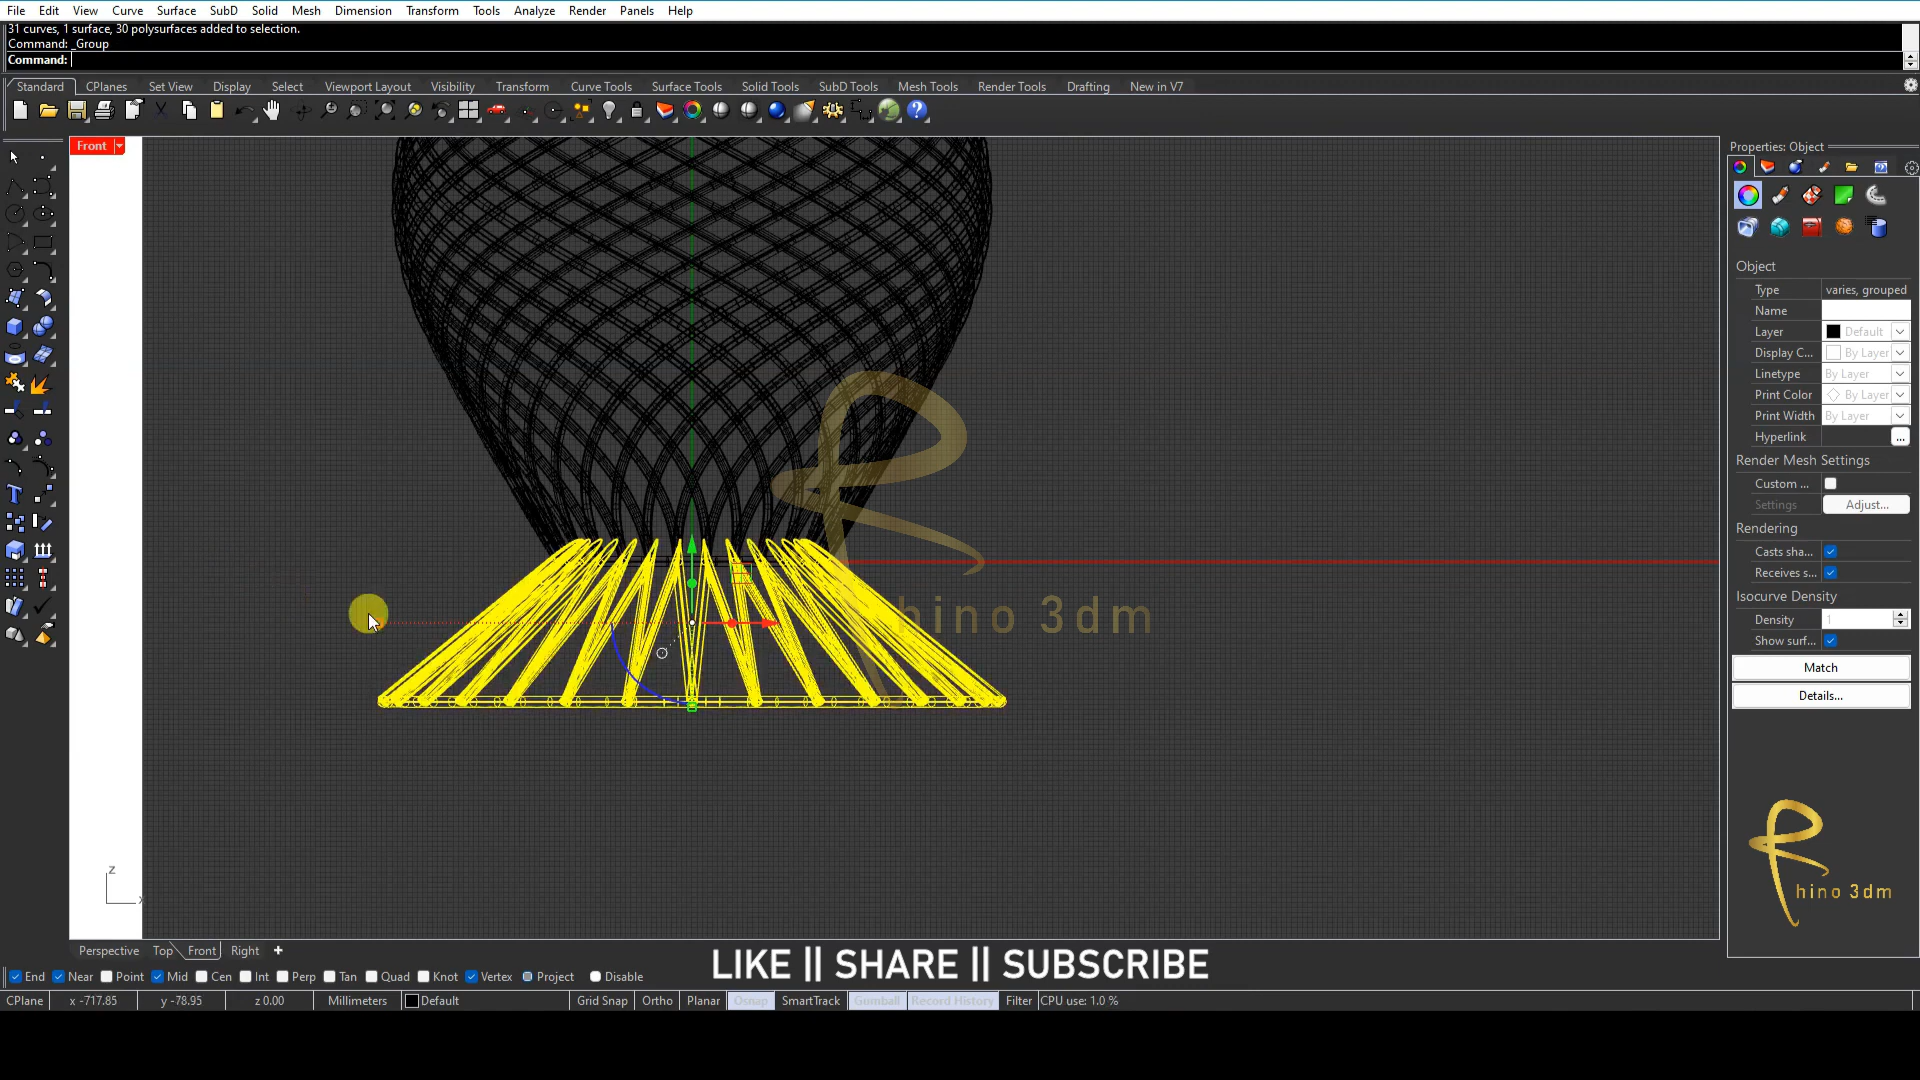 File Edit View Curve Surface SubD Solid Mesh Dimension Transform Tools Analyze Render Panels Help
31 curves, 1 surface, 30 polysurfaces added to selection.
Command: _Group
Command:
Standard CPlanes Set View Display Select Viewport Layout Visibility Transform Curve Tools Surface Tools Solid Tools SubD Tools Mesh Tools Render Tools Drafting New in V7
Front
Properties: Object
Object
Type varies, grouped
Name
Layer Default
Display C... By Layer
Linetype By Layer
Print Color By Layer
Print Width By Layer
Hyperlink ...
Render Mesh Settings
Custom ...
Settings Adjust...
Rendering
Casts sha...
Receives s...
Isocurve Density
Density 1
Show surf...
Match
Details...
hino 3dm
Rhino 3dm
z
x
Perspective Top Front Right
LIKE || SHARE || SUBSCRIBE
End Near Point Mid Cen Int Perp Tan Quad Knot Vertex Project Disable
CPlane x -717.85 y -78.95 z 0.00 Millimeters Default Grid Snap Ortho Planar Osnap SmartTrack Gumball Record History Filter CPU use: 1.0 %